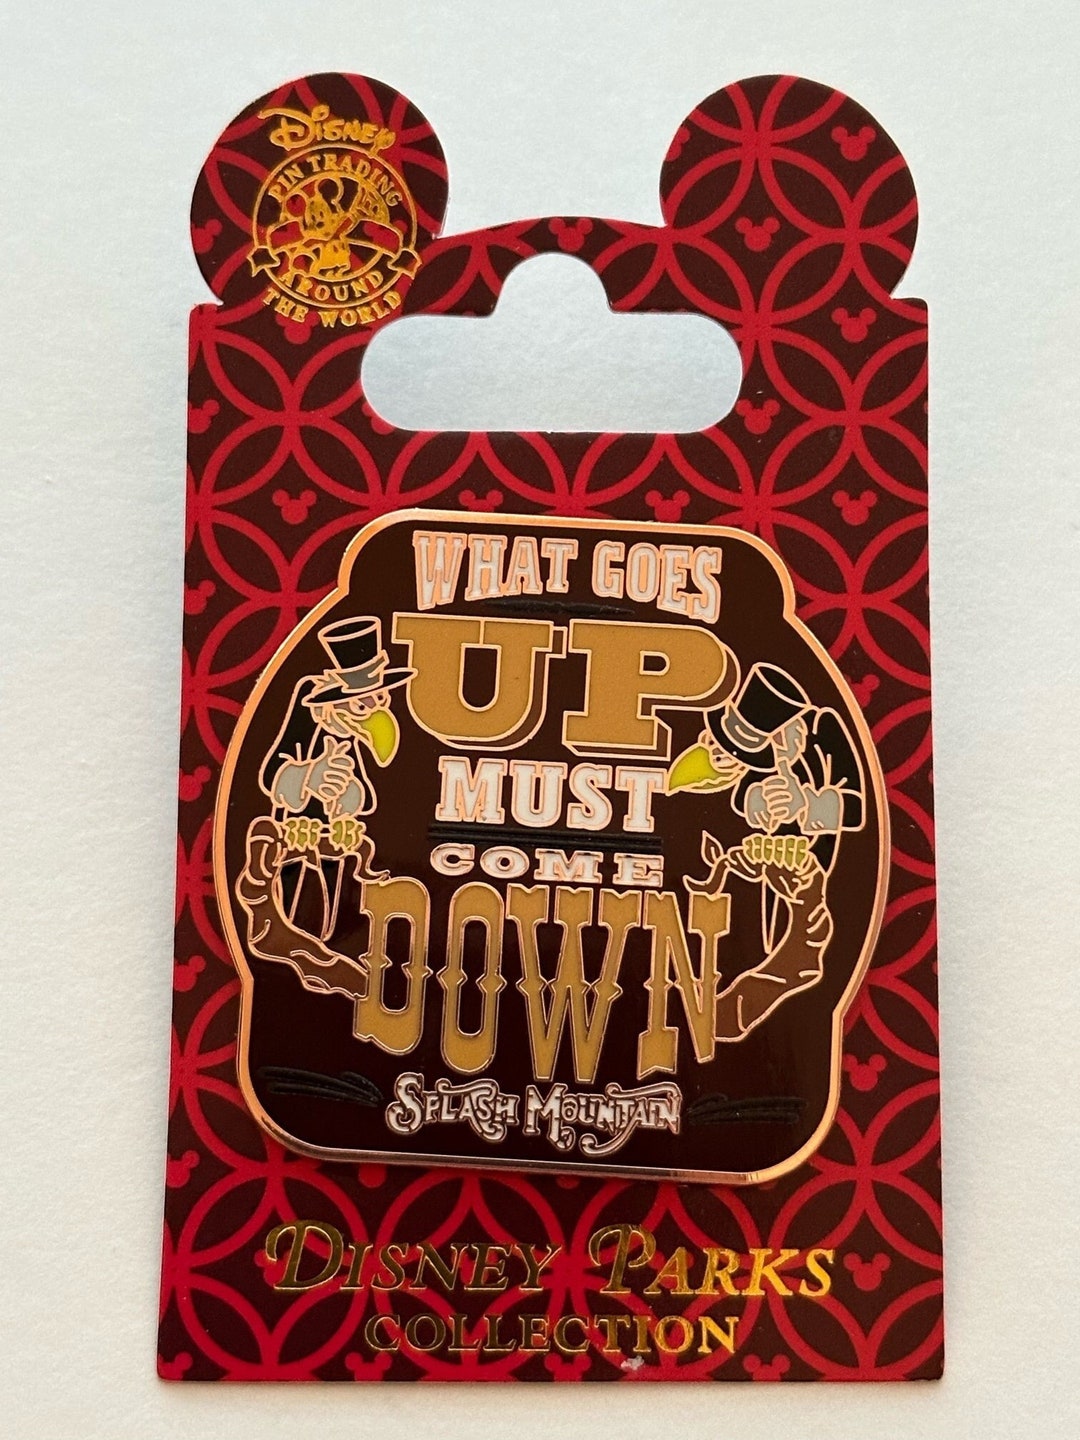 Disney
PIN TRADING
AROUND
THE WORLD
WHAT GOES
UP
MUST
COME
DOWN
SPLASH MOUNTAIN
DISNEY PARKS
COLLECTION